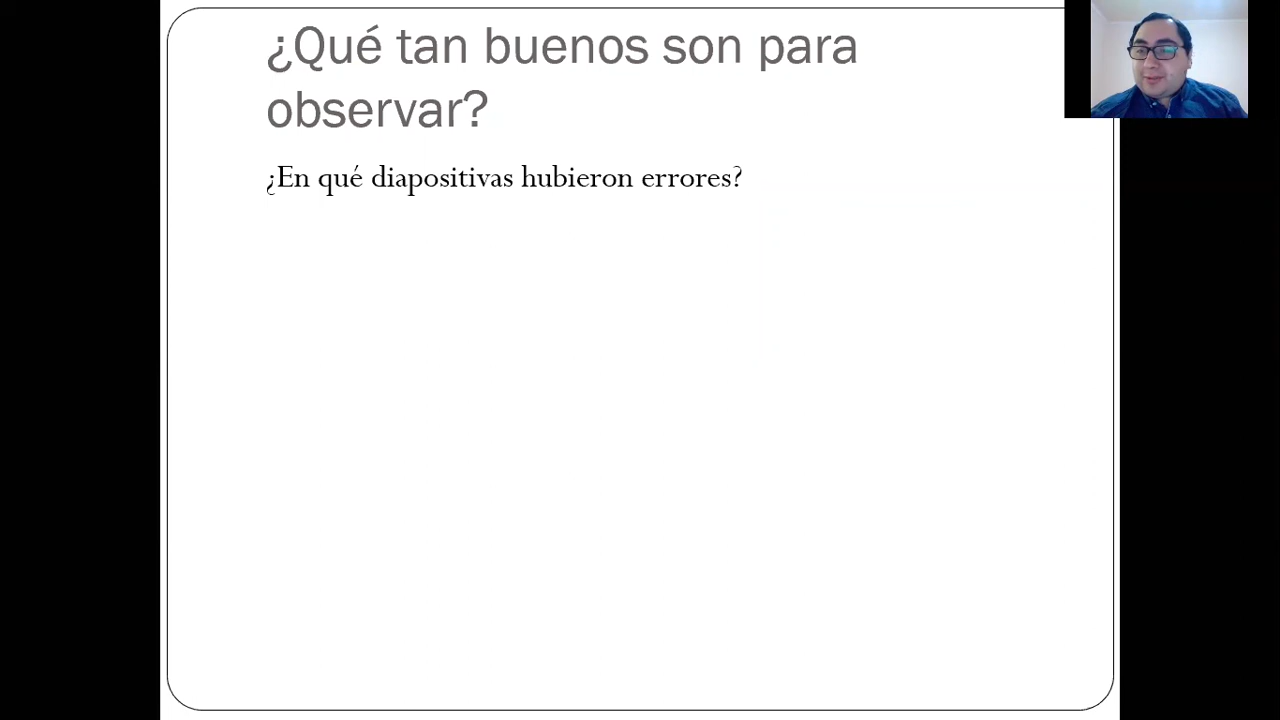 ¿Qué tan buenos son para
observar?
¿En qué diapositivas hubieron errores?